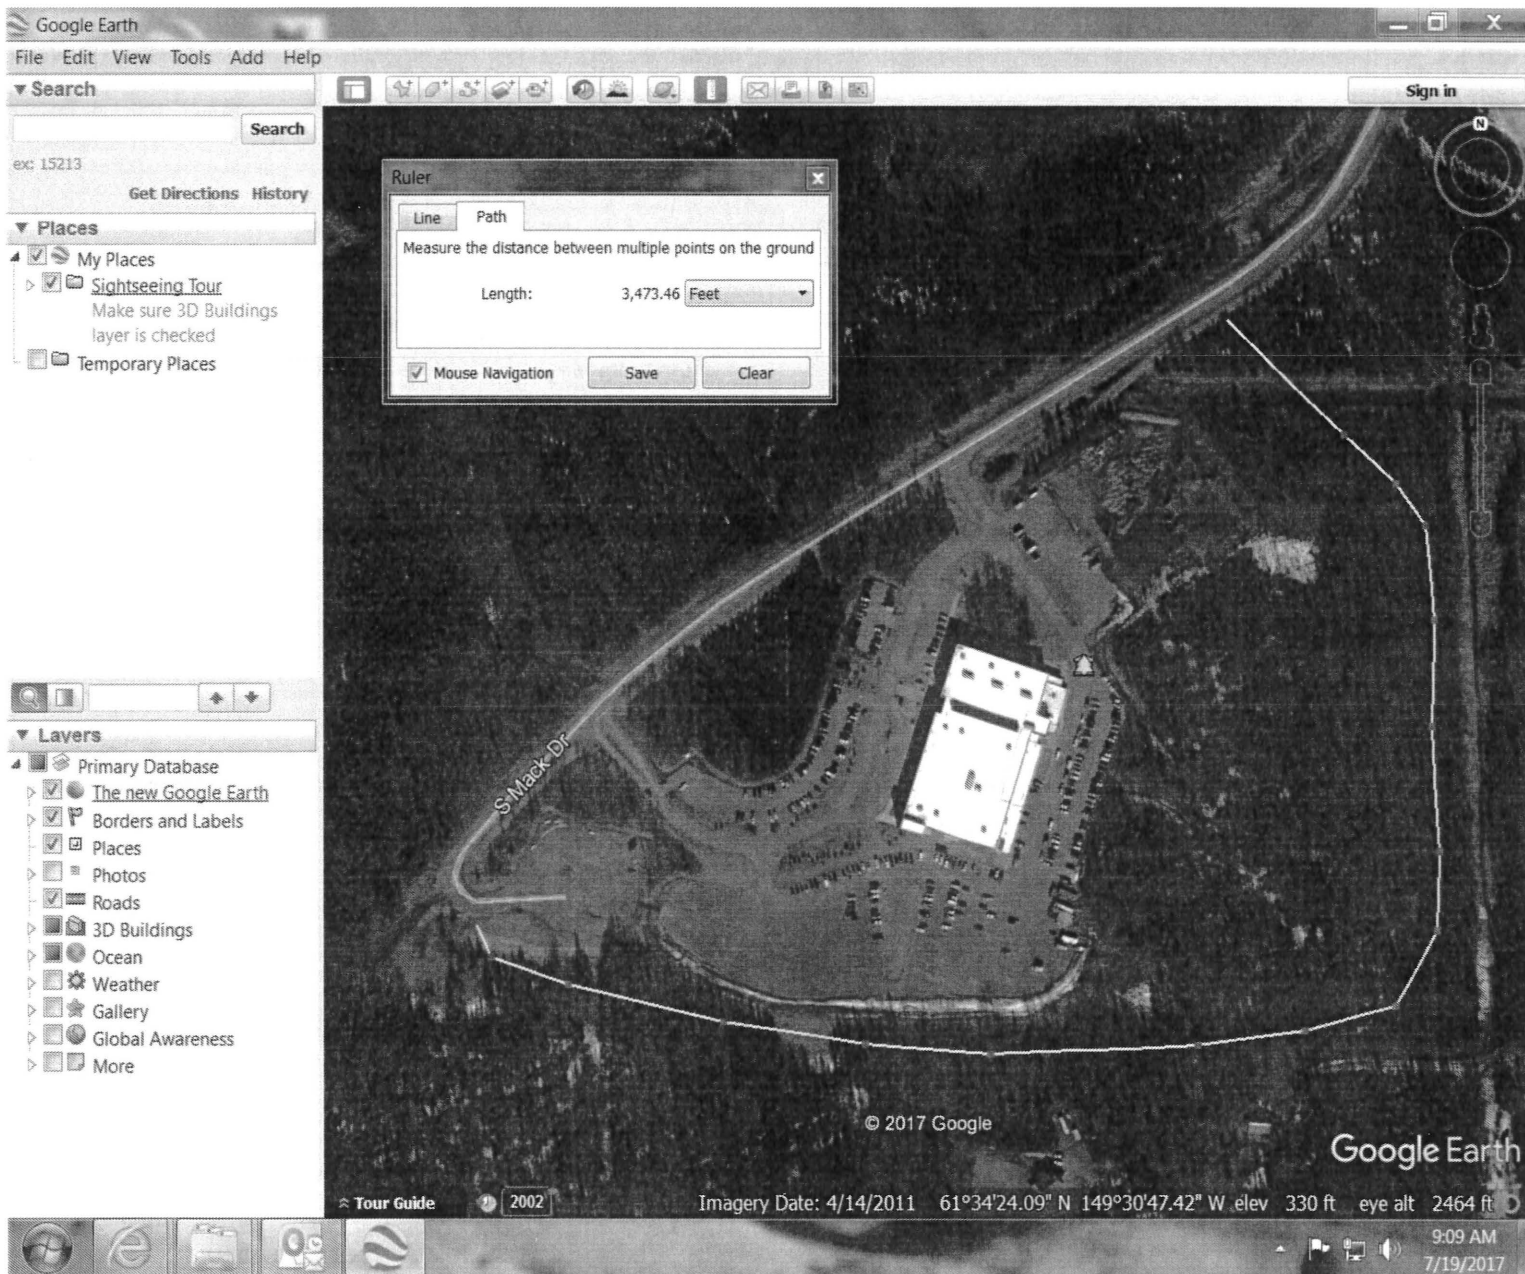 Google Earth
File Edit View Tools Add Help
Search
Search
ex: 15213
Get Directions History
Places
My Places
Sightseeing Tour
Make sure 3D Buildings
layer is checked
Temporary Places
Layers
Primary Database
The new Google Earth
Borders and Labels
Places
Photos
Roads
3D Buildings
Ocean
Weather
Gallery
Global Awareness
More
Sign in
N
Ruler
Line Path
Measure the distance between multiple points on the ground
Length: 3,473.46 Feet
Mouse Navigation Save Clear
S Mack Dr
© 2017 Google
Google Earth
Tour Guide 2002 Imagery Date: 4/14/2011 61°34'24.09" N 149°30'47.42" W elev 330 ft eye alt 2464 ft
9:09 AM
7/19/2017